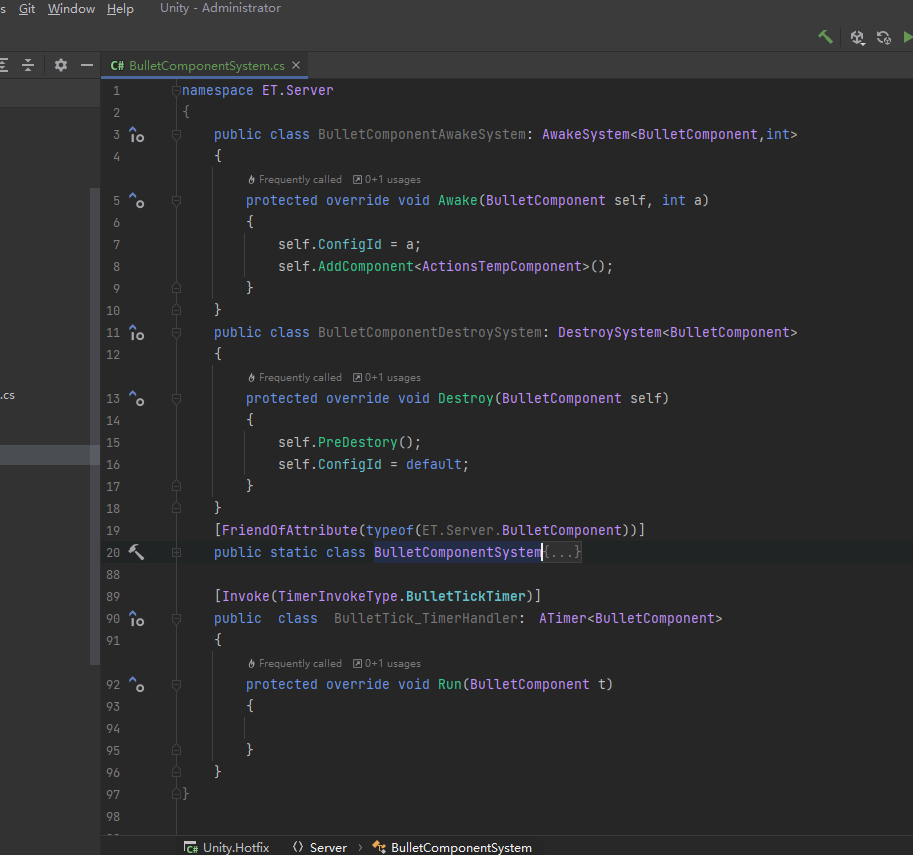 s Git Window Help Unity - Administrator
C# BulletComponentSystem.cs ×
1 namespace ET.Server
2 {
3 public class BulletComponentAwakeSystem: AwakeSystem<BulletComponent,int>
4 {
Frequently called 0+1 usages
5 protected override void Awake(BulletComponent self, int a)
6 {
7 self.ConfigId = a;
8 self.AddComponent<ActionsTempComponent>();
9 }
10 }
11 public class BulletComponentDestroySystem: DestroySystem<BulletComponent>
12 {
Frequently called 0+1 usages
.cs
13 protected override void Destroy(BulletComponent self)
14 {
15 self.PreDestory();
16 self.ConfigId = default;
17 }
18 }
19 [FriendOfAttribute(typeof(ET.Server.BulletComponent))]
20 public static class BulletComponentSystem{...}
88
89 [Invoke(TimerInvokeType.BulletTickTimer)]
90 public class BulletTick_TimerHandler: ATimer<BulletComponent>
91 {
Frequently called 0+1 usages
92 protected override void Run(BulletComponent t)
93 {
94
95 }
96 }
97 }
98
Unity.Hotfix Server BulletComponentSystem